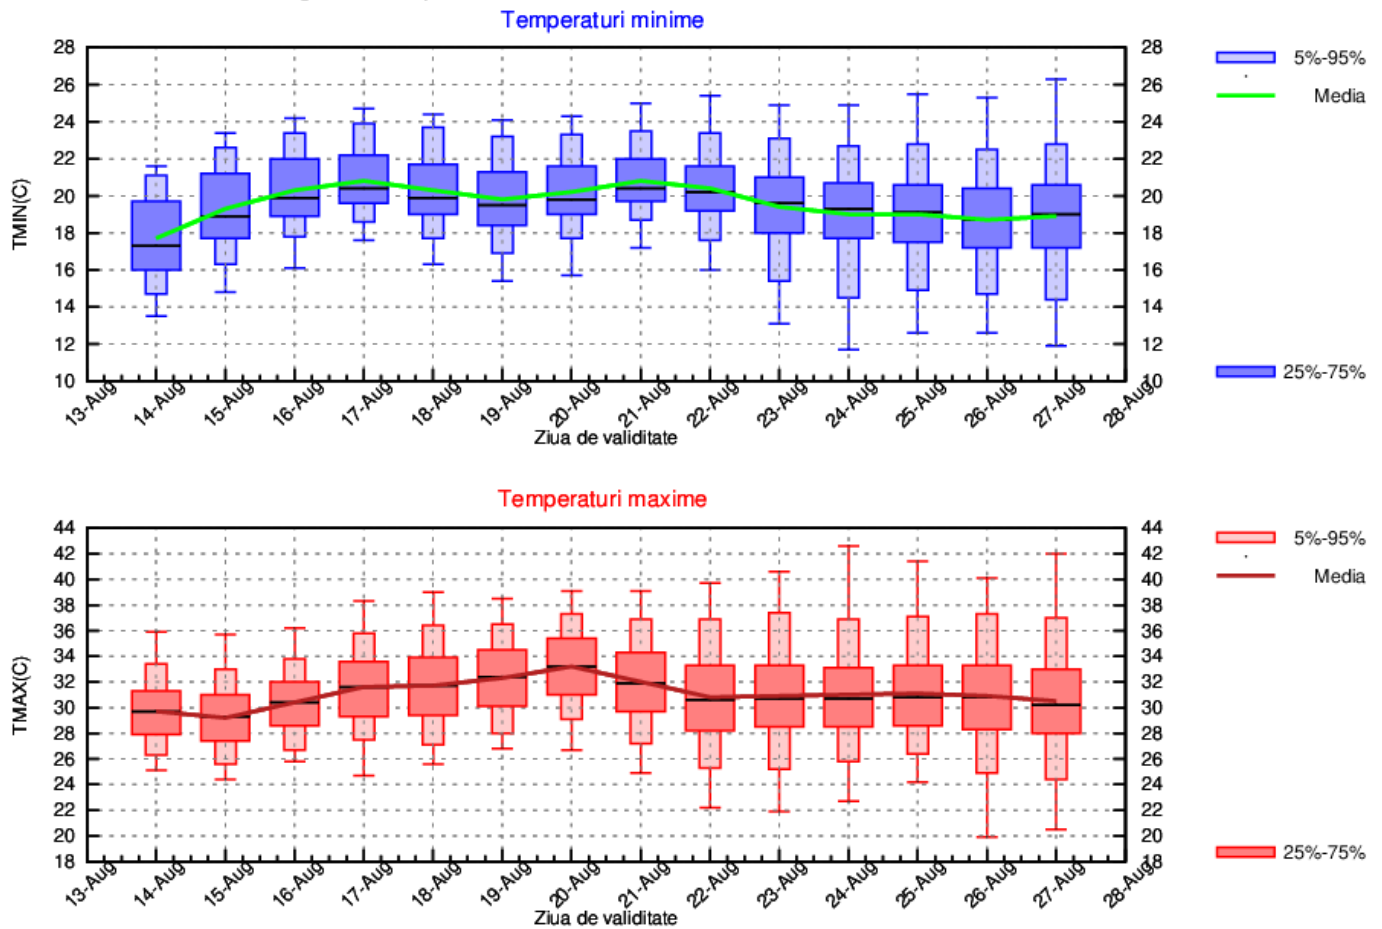 Temperaturi minime
TMIN(C)
28
26
24
22
20
18
16
14
12
10
28
26
24
22
20
18
16
14
12
10
13-Aug
14-Aug
15-Aug
16-Aug
17-Aug
18-Aug
19-Aug
20-Aug
21-Aug
22-Aug
23-Aug
24-Aug
25-Aug
26-Aug
27-Aug
28-Aug
Ziua de validitate
5%-95%
Media
25%-75%
Temperaturi maxime
TMAX(C)
44
42
40
38
36
34
32
30
28
26
24
22
20
18
44
42
40
38
36
34
32
30
28
26
24
22
20
18
13-Aug
14-Aug
15-Aug
16-Aug
17-Aug
18-Aug
19-Aug
20-Aug
21-Aug
22-Aug
23-Aug
24-Aug
25-Aug
26-Aug
27-Aug
28-Aug
Ziua de validitate
5%-95%
Media
25%-75%